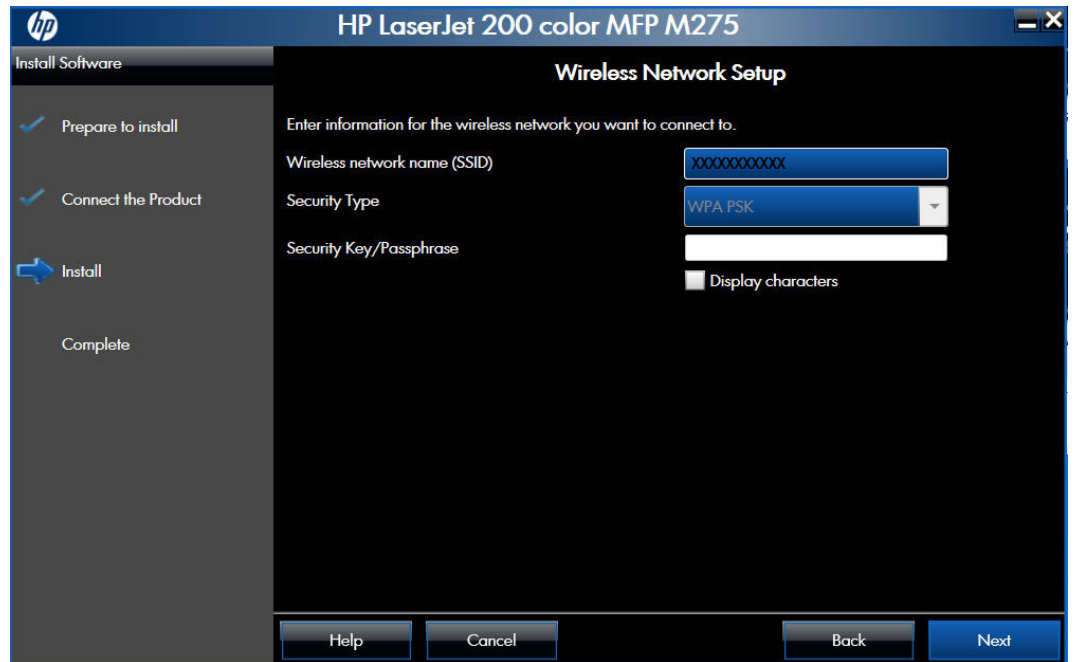 hp
HP LaserJet 200 color MFP M275
Install Software
Prepare to install
Connect the Product
Install
Complete
Wireless Network Setup
Enter information for the wireless network you want to connect to.
Wireless network name (SSID)
XXXXXXXXXXX
Security Type
WPA PSK
Security Key/Passphrase
Display characters
Help
Cancel
Back
Next